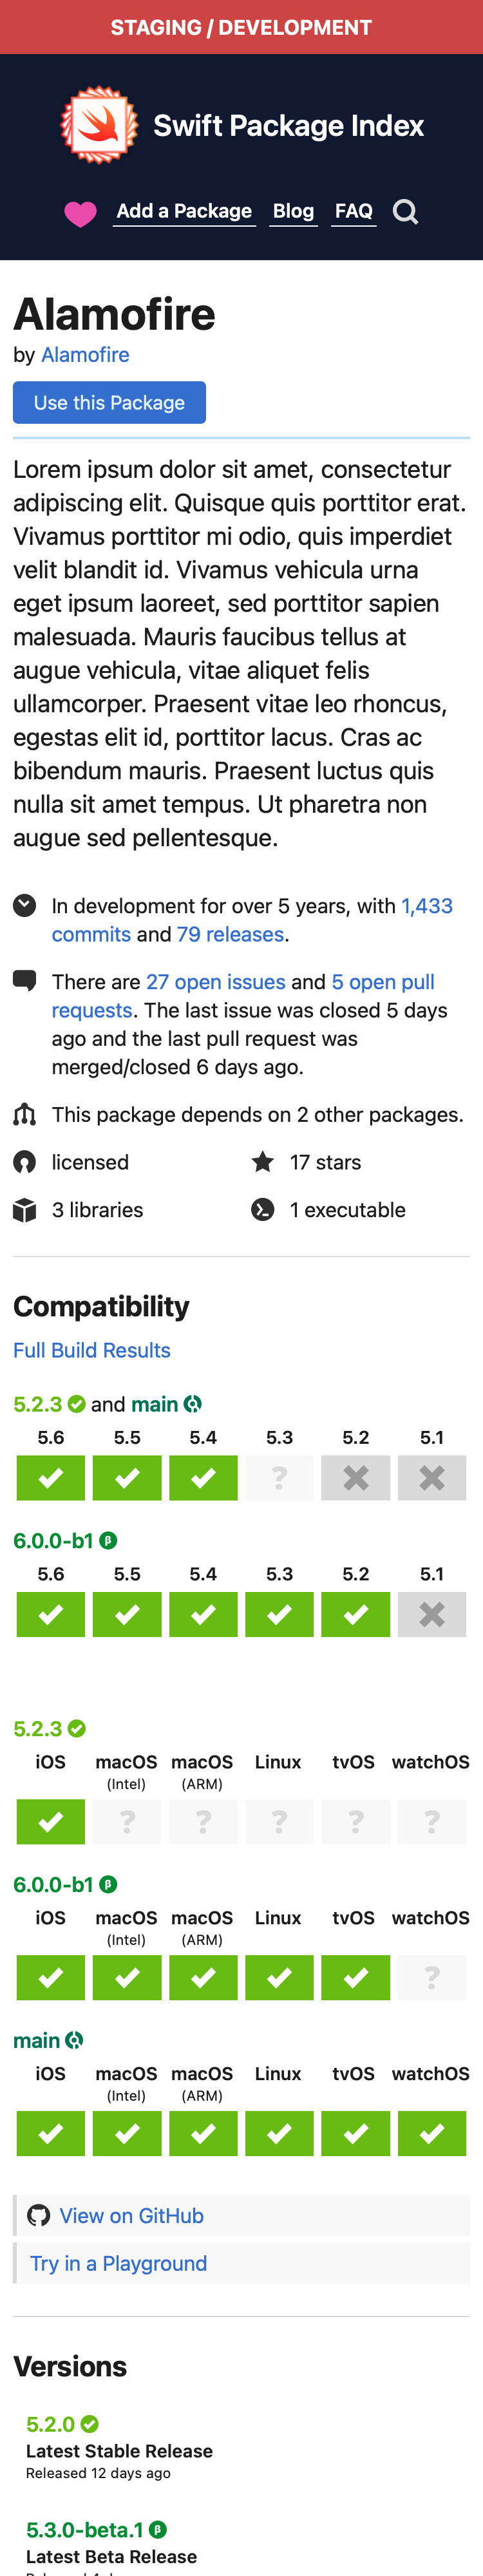 STAGING / DEVELOPMENT
Swift Package Index
Add a Package Blog FAQ
Alamofire
by Alamofire
Use this Package
Lorem ipsum dolor sit amet, consectetur
adipiscing elit. Quisque quis porttitor erat.
Vivamus porttitor mi odio, quis imperdiet
velit blandit id. Vivamus vehicula urna
eget ipsum laoreet, sed porttitor sapien
malesuada. Mauris faucibus tellus at
augue vehicula, vitae aliquet felis
ullamcorper. Praesent vitae leo rhoncus,
egestas elit id, porttitor lacus. Cras ac
bibendum mauris. Praesent luctus quis
nulla sit amet tempus. Ut pharetra non
augue sed pellentesque.
In development for over 5 years, with 1,433
commits and 79 releases.
There are 27 open issues and 5 open pull
requests. The last issue was closed 5 days
ago and the last pull request was
merged/closed 6 days ago.
This package depends on 2 other packages.
licensed 17 stars
3 libraries 1 executable
Compatibility
Full Build Results
5.2.3 and main
5.6 5.5 5.4 5.3 5.2 5.1
?
6.0.0-b1 β
5.6 5.5 5.4 5.3 5.2 5.1
5.2.3
iOS macOS macOS Linux tvOS watchOS
(Intel) (ARM)
? ? ? ? ?
6.0.0-b1 β
iOS macOS macOS Linux tvOS watchOS
(Intel) (ARM)
?
main
iOS macOS macOS Linux tvOS watchOS
(Intel) (ARM)
View on GitHub
Try in a Playground
Versions
5.2.0
Latest Stable Release
Released 12 days ago
5.3.0-beta.1 β
Latest Beta Release